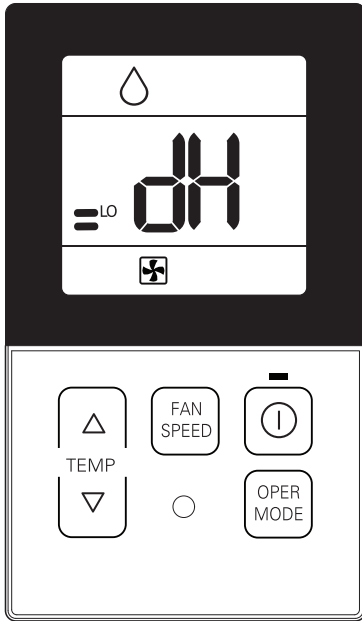 dH
LO
FAN
SPEED
TEMP
OPER
MODE